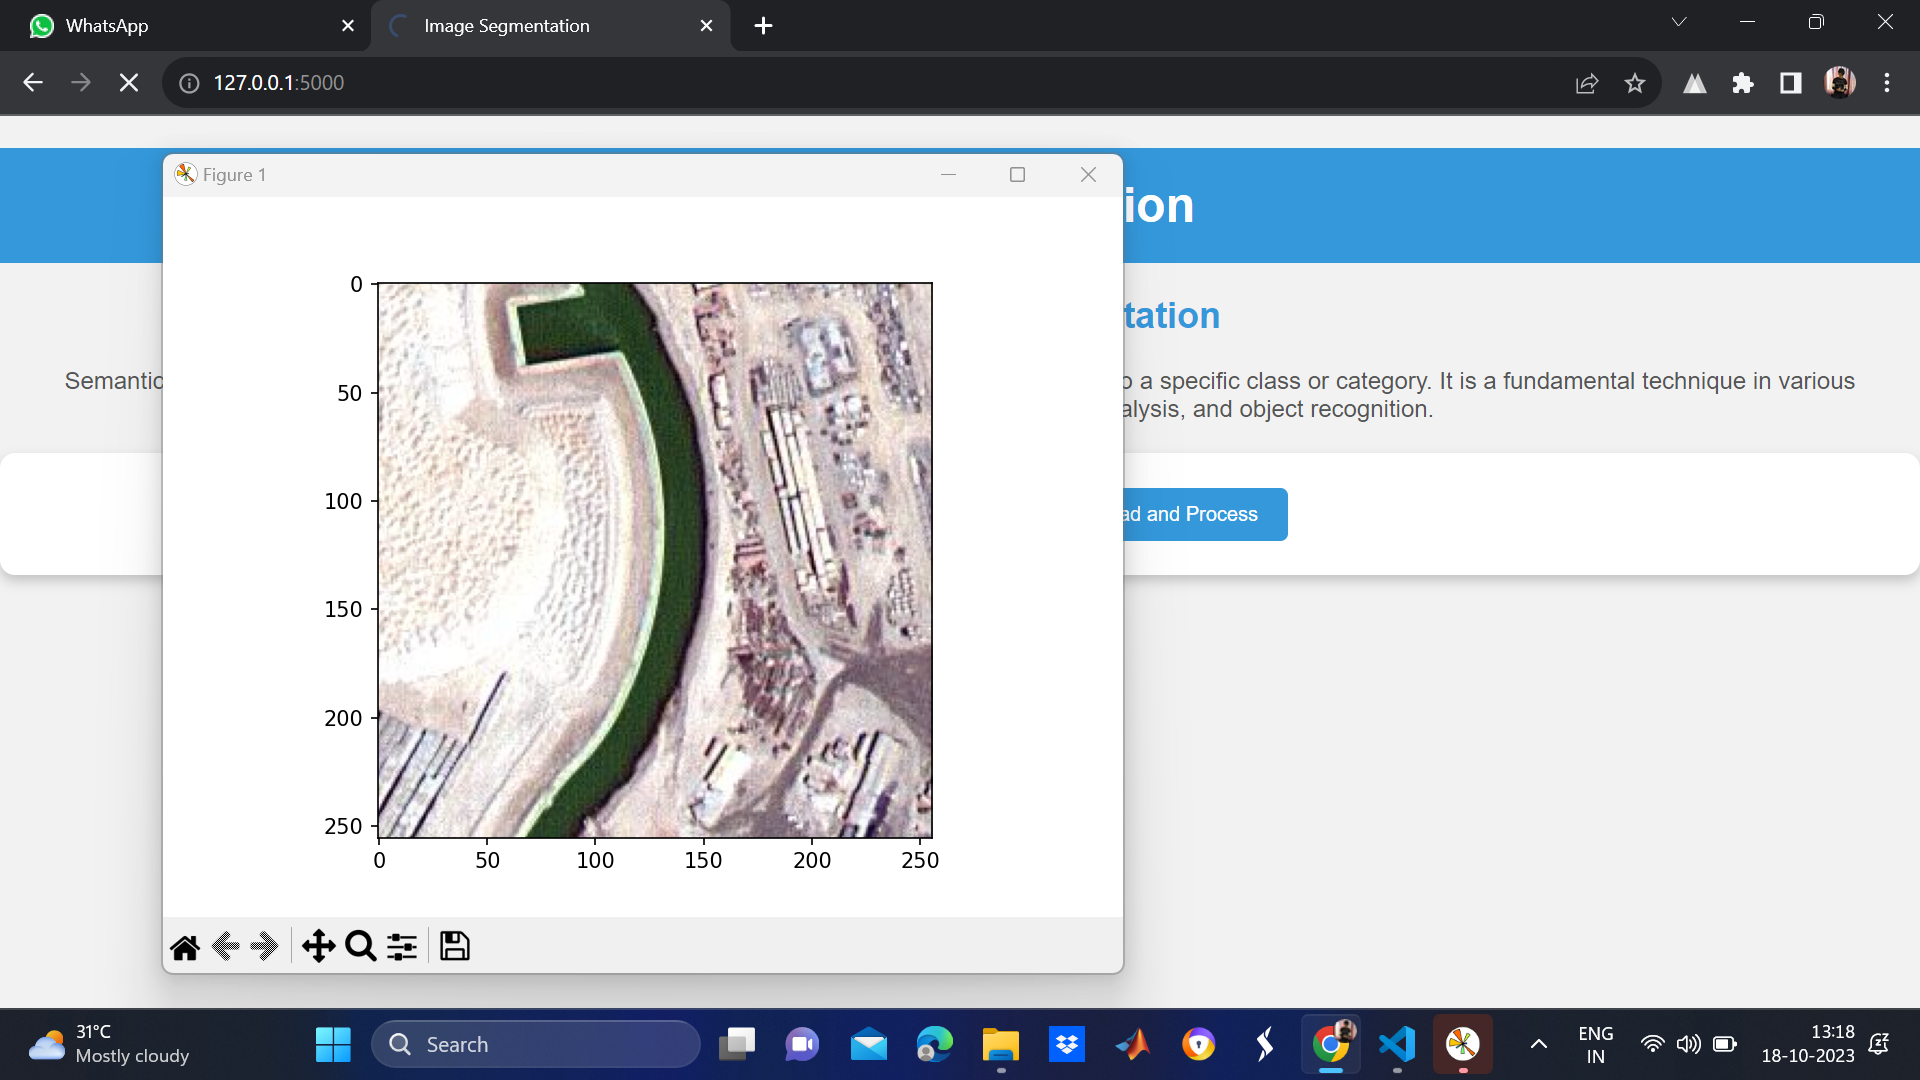 WhatsApp
Image Segmentation
127.0.0.1:5000
Figure 1
ion
tation
Semantic
o a specific class or category. It is a fundamental technique in various
alysis, and object recognition.
ad and Process
0
50
100
150
200
250
0 50 100 150 200 250
31°C
Mostly cloudy
Search
ENG
IN
13:18
18-10-2023